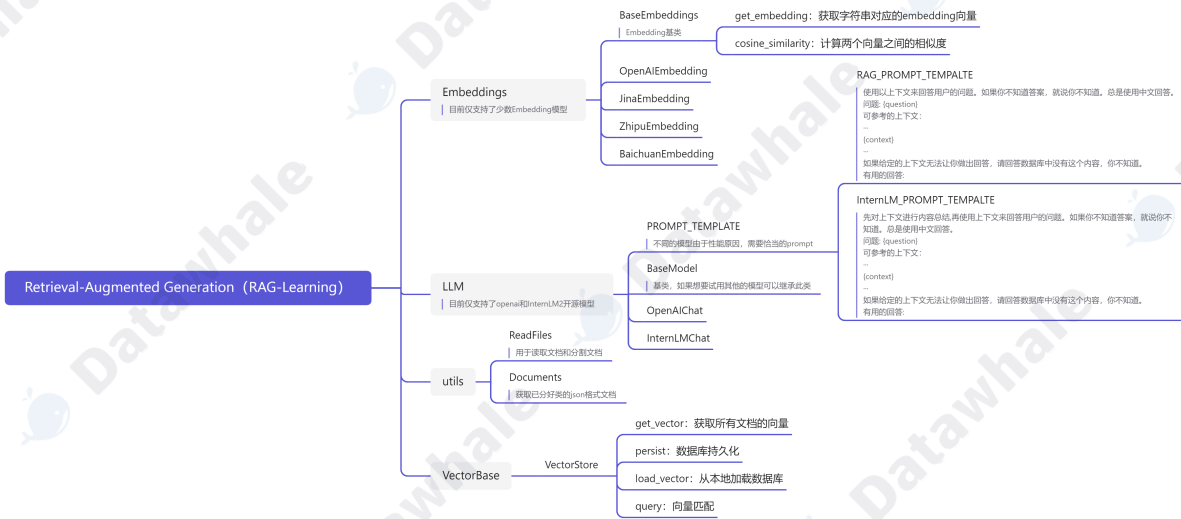 Retrieval-Augmented Generation（RAG-Learning）
Embeddings
目前仅支持了少数Embedding模型
BaseEmbeddings
Embedding基类
get_embedding：获取字符串对应的embedding向量
cosine_similarity：计算两个向量之间的相似度
OpenAIEmbedding
JinaEmbedding
ZhipuEmbedding
BaichuanEmbedding
LLM
目前仅支持了openai和InternLM2开源模型
PROMPT_TEMPLATE
不同的模型由于性能原因，需要恰当的prompt
RAG_PROMPT_TEMPALTE
使用以上下文来回答用户的问题。如果你不知道答案，就说你不知道。总是使用中文回答。
问题: {question}
可参考的上下文：
...
{context}
...
如果给定的上下文无法让你做出回答，请回答数据库中没有这个内容，你不知道。
有用的回答:
InternLM_PROMPT_TEMPALTE
先对上下文进行内容总结,再使用上下文来回答用户的问题。如果你不知道答案，就说你不
知道。总是使用中文回答。
问题: {question}
可参考的上下文：
...
{context}
...
如果给定的上下文无法让你做出回答，请回答数据库中没有这个内容，你不知道。
有用的回答:
BaseModel
基类，如果想要试用其他的模型可以继承此类
OpenAIChat
InternLMChat
utils
ReadFiles
用于读取文档和分割文档
Documents
获取已分好类的json格式文档
VectorBase
VectorStore
get_vector：获取所有文档的向量
persist：数据库持久化
load_vector：从本地加载数据库
query：向量匹配
Datawhale
Datawhale
Datawhale